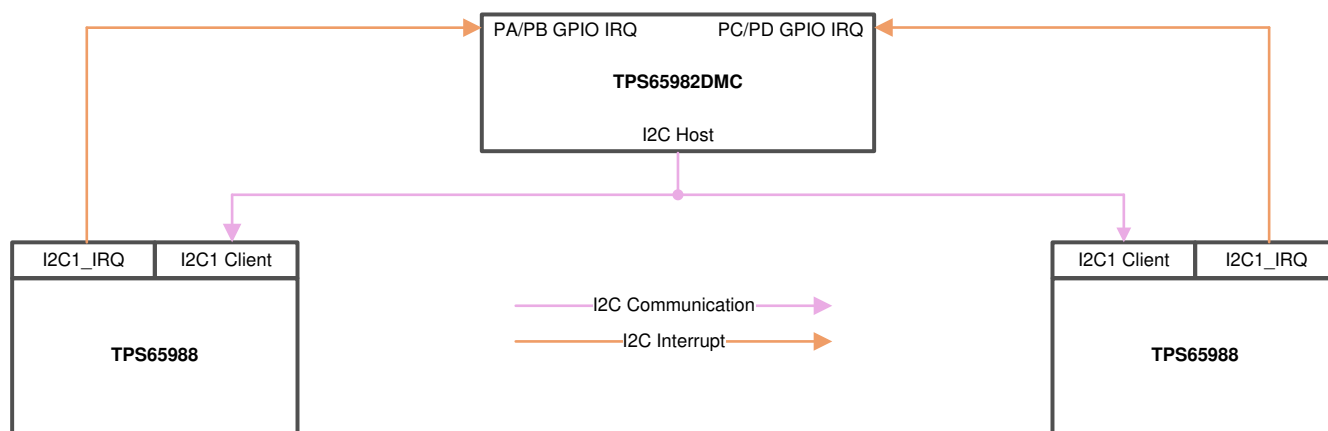 PA/PB GPIO IRQ
PC/PD GPIO IRQ
TPS65982DMC
I2C Host
I2C1_IRQ
I2C1 Client
I2C1 Client
I2C1_IRQ
I2C Communication
I2C Interrupt
TPS65988
TPS65988